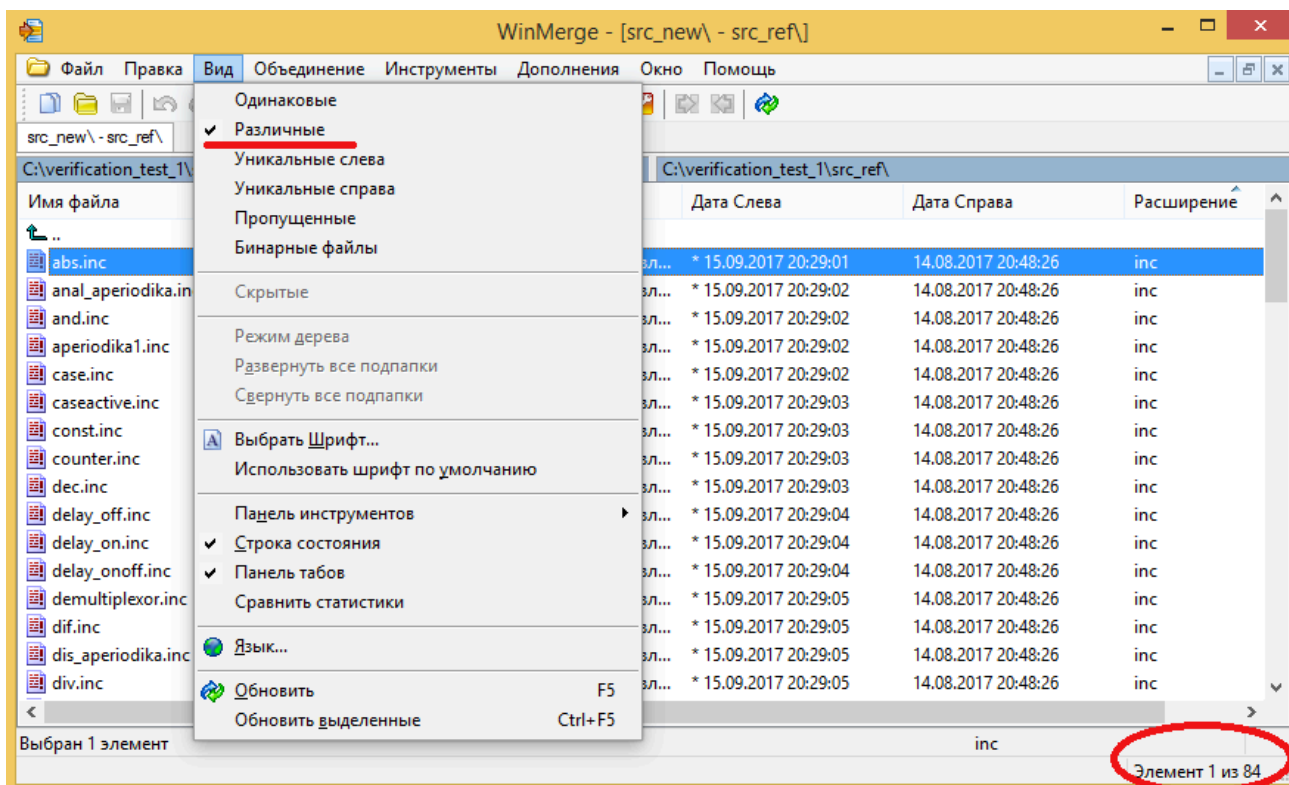 WinMerge - [src_new\ - src_ref\]
Файл Правка Вид Объединение Инструменты Дополнения Окно Помощь
src_new\ - src_ref\
C:\verification_test_1\ C:\verification_test_1\src_ref\
Имя файла Дата Слева Дата Справа Расширение
..
abs.inc вл... * 15.09.2017 20:29:01 14.08.2017 20:48:26 inc
anal_aperiodika.in вл... * 15.09.2017 20:29:02 14.08.2017 20:48:26 inc
and.inc вл... * 15.09.2017 20:29:02 14.08.2017 20:48:26 inc
aperiodika1.inc вл... * 15.09.2017 20:29:02 14.08.2017 20:48:26 inc
case.inc вл... * 15.09.2017 20:29:02 14.08.2017 20:48:26 inc
caseactive.inc вл... * 15.09.2017 20:29:03 14.08.2017 20:48:26 inc
const.inc вл... * 15.09.2017 20:29:03 14.08.2017 20:48:26 inc
counter.inc вл... * 15.09.2017 20:29:03 14.08.2017 20:48:26 inc
dec.inc вл... * 15.09.2017 20:29:03 14.08.2017 20:48:26 inc
delay_off.inc вл... * 15.09.2017 20:29:04 14.08.2017 20:48:26 inc
delay_on.inc вл... * 15.09.2017 20:29:04 14.08.2017 20:48:26 inc
delay_onoff.inc вл... * 15.09.2017 20:29:04 14.08.2017 20:48:26 inc
demultiplexor.inc вл... * 15.09.2017 20:29:05 14.08.2017 20:48:26 inc
dif.inc вл... * 15.09.2017 20:29:05 14.08.2017 20:48:26 inc
dis_aperiodika.inc вл... * 15.09.2017 20:29:05 14.08.2017 20:48:26 inc
div.inc вл... * 15.09.2017 20:29:05 14.08.2017 20:48:26 inc
Одинаковые
Различные
Уникальные слева
Уникальные справа
Пропущенные
Бинарные файлы
Скрытые
Режим дерева
Развернуть все подпапки
Свернуть все подпапки
Выбрать Шрифт...
Использовать шрифт по умолчанию
Панель инструментов
Строка состояния
Панель табов
Сравнить статистики
Язык...
Обновить F5
Обновить выделенные Ctrl+F5
Выбран 1 элемент inc
Элемент 1 из 84